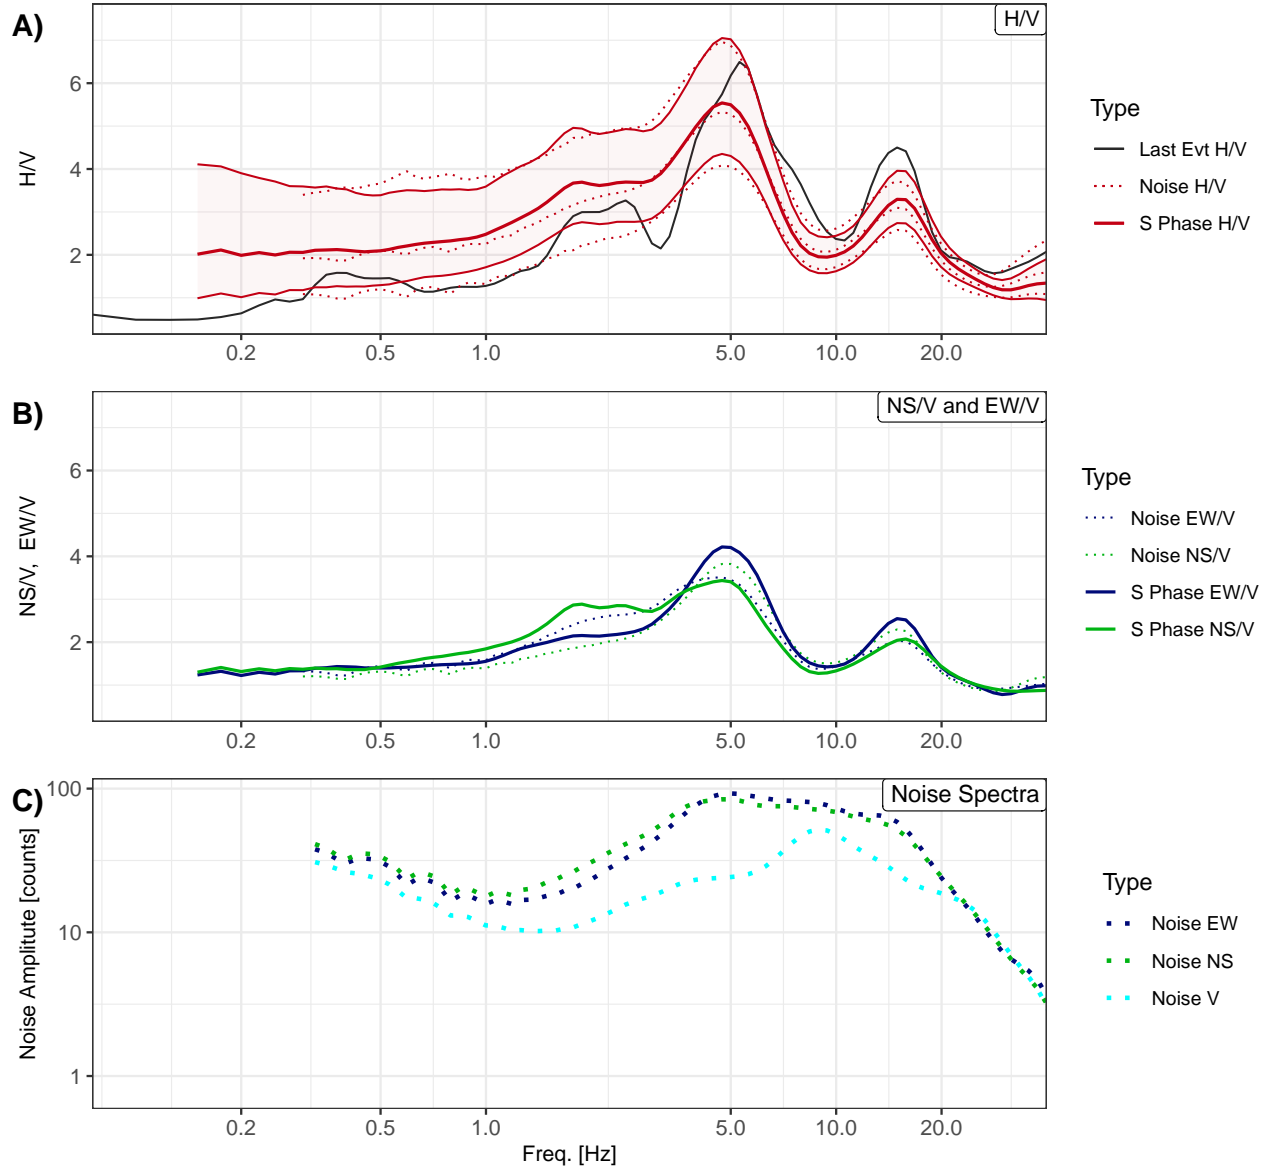 A)
H/V
H/V
6
4
2
0.2 0.5 1.0 5.0 10.0 20.0
Type
Last Evt H/V
Noise H/V
S Phase H/V
B)
NS/V and EW/V
NS/V, EW/V
6
4
2
0.2 0.5 1.0 5.0 10.0 20.0
Type
Noise EW/V
Noise NS/V
S Phase EW/V
S Phase NS/V
C)
Noise Spectra
Noise Amplitute [counts]
100
10
1
0.2 0.5 1.0 5.0 10.0 20.0
Freq. [Hz]
Type
Noise EW
Noise NS
Noise V